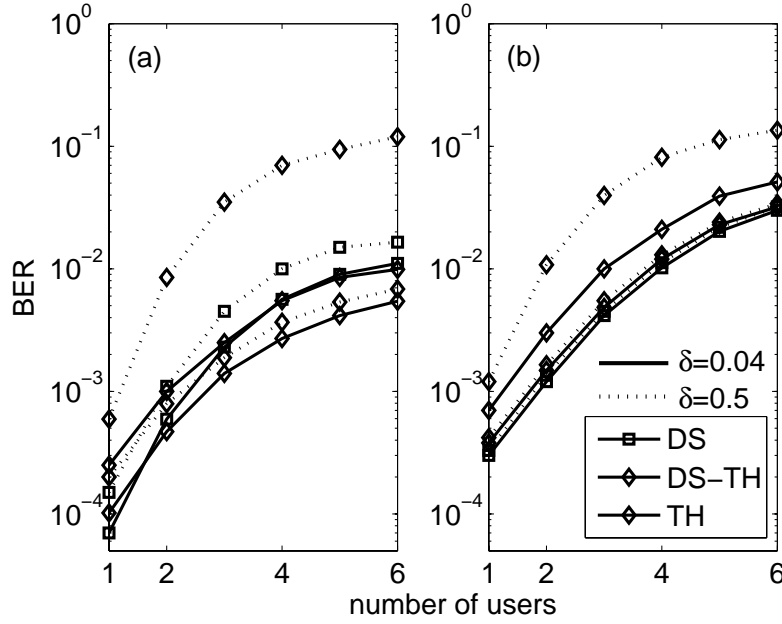 (a)
(b)
10^0
10^-1
10^-2
10^-3
10^-4
BER
1 2 4 6
10^0
10^-1
10^-2
10^-3
10^-4
1 2 4 6
number of users
δ=0.04
δ=0.5
DS
DS-TH
TH